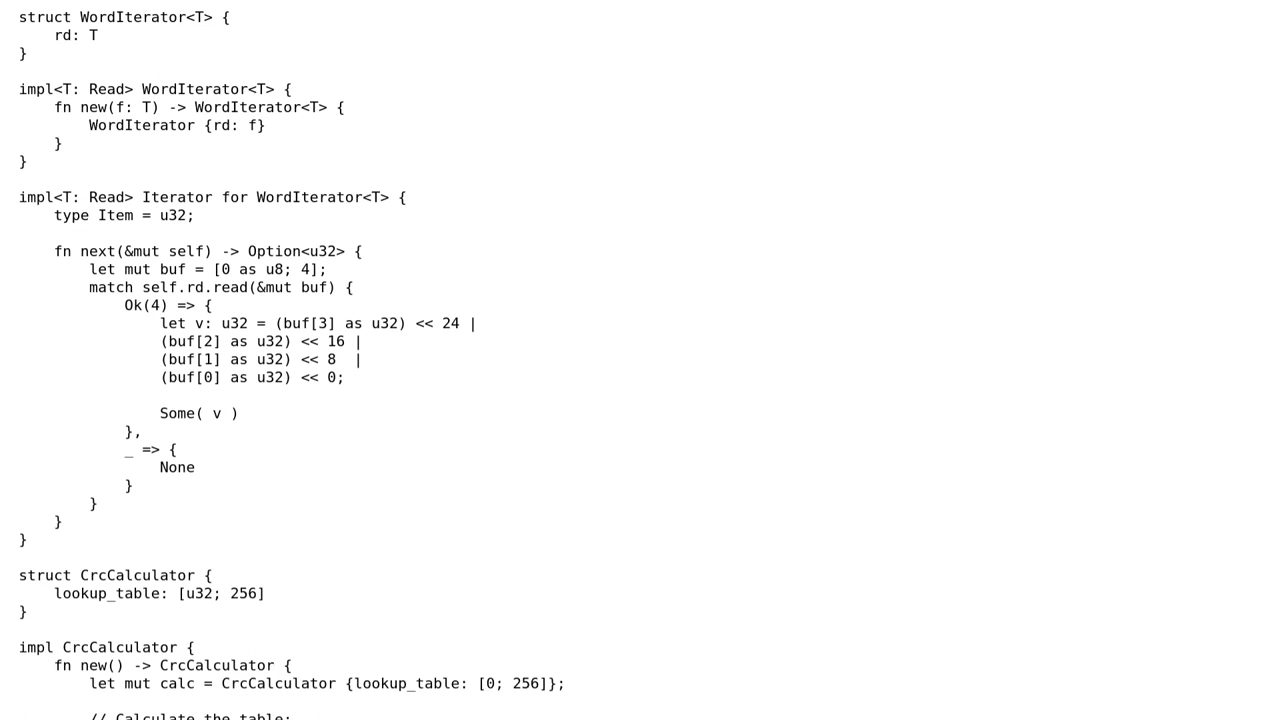 struct WordIterator<T> {
    rd: T
}

impl<T: Read> WordIterator<T> {
    fn new(f: T) -> WordIterator<T> {
        WordIterator {rd: f}
    }
}

impl<T: Read> Iterator for WordIterator<T> {
    type Item = u32;

    fn next(&mut self) -> Option<u32> {
        let mut buf = [0 as u8; 4];
        match self.rd.read(&mut buf) {
            Ok(4) => {
                let v: u32 = (buf[3] as u32) << 24 |
                (buf[2] as u32) << 16 |
                (buf[1] as u32) << 8  |
                (buf[0] as u32) << 0;

                Some( v )
            },
            _ => {
                None
            }
        }
    }
}

struct CrcCalculator {
    lookup_table: [u32; 256]
}

impl CrcCalculator {
    fn new() -> CrcCalculator {
        let mut calc = CrcCalculator {lookup_table: [0; 256]};

        // Calculate the table: